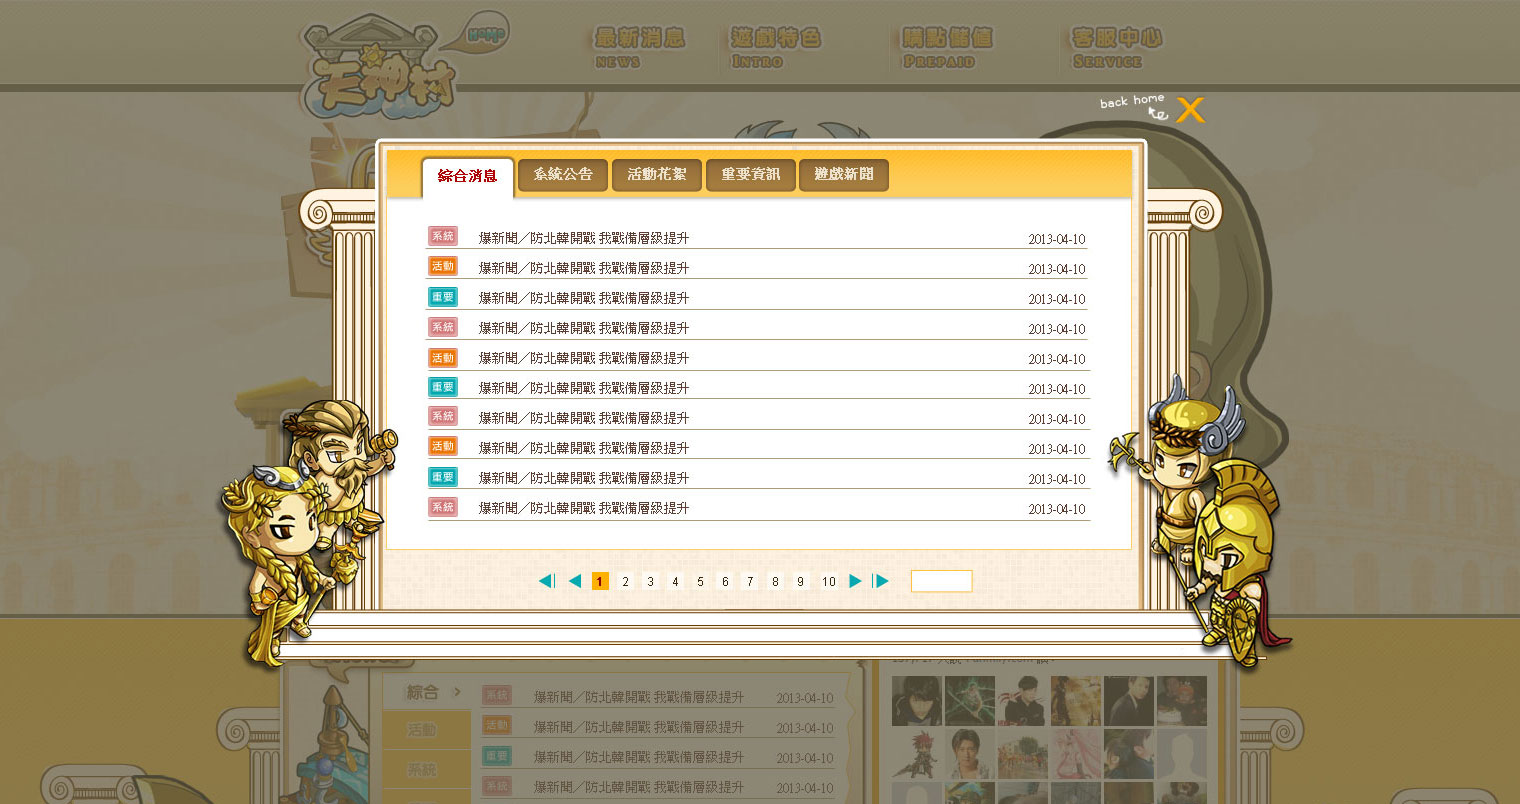 天神村
HOME
最新消息
NEWS
遊戲特色
INTRO
購點儲值
PREPAID
客服中心
SERVICE
back home
X
綜合消息 系統公告 活動花絮 重要資訊 遊戲新聞
系統 爆新聞／防北韓開戰 我戰備層級提升 2013-04-10
活動 爆新聞／防北韓開戰 我戰備層級提升 2013-04-10
重要 爆新聞／防北韓開戰 我戰備層級提升 2013-04-10
系統 爆新聞／防北韓開戰 我戰備層級提升 2013-04-10
活動 爆新聞／防北韓開戰 我戰備層級提升 2013-04-10
重要 爆新聞／防北韓開戰 我戰備層級提升 2013-04-10
系統 爆新聞／防北韓開戰 我戰備層級提升 2013-04-10
活動 爆新聞／防北韓開戰 我戰備層級提升 2013-04-10
重要 爆新聞／防北韓開戰 我戰備層級提升 2013-04-10
系統 爆新聞／防北韓開戰 我戰備層級提升 2013-04-10
1 2 3 4 5 6 7 8 9 10
綜合 >
活動
系統
系統 爆新聞／防北韓開戰 我戰備層級提升 2013-04-10
活動 爆新聞／防北韓開戰 我戰備層級提升 2013-04-10
重要 爆新聞／防北韓開戰 我戰備層級提升 2013-04-10
系統 爆新聞／防北韓開戰 我戰備層級提升 2013-04-10